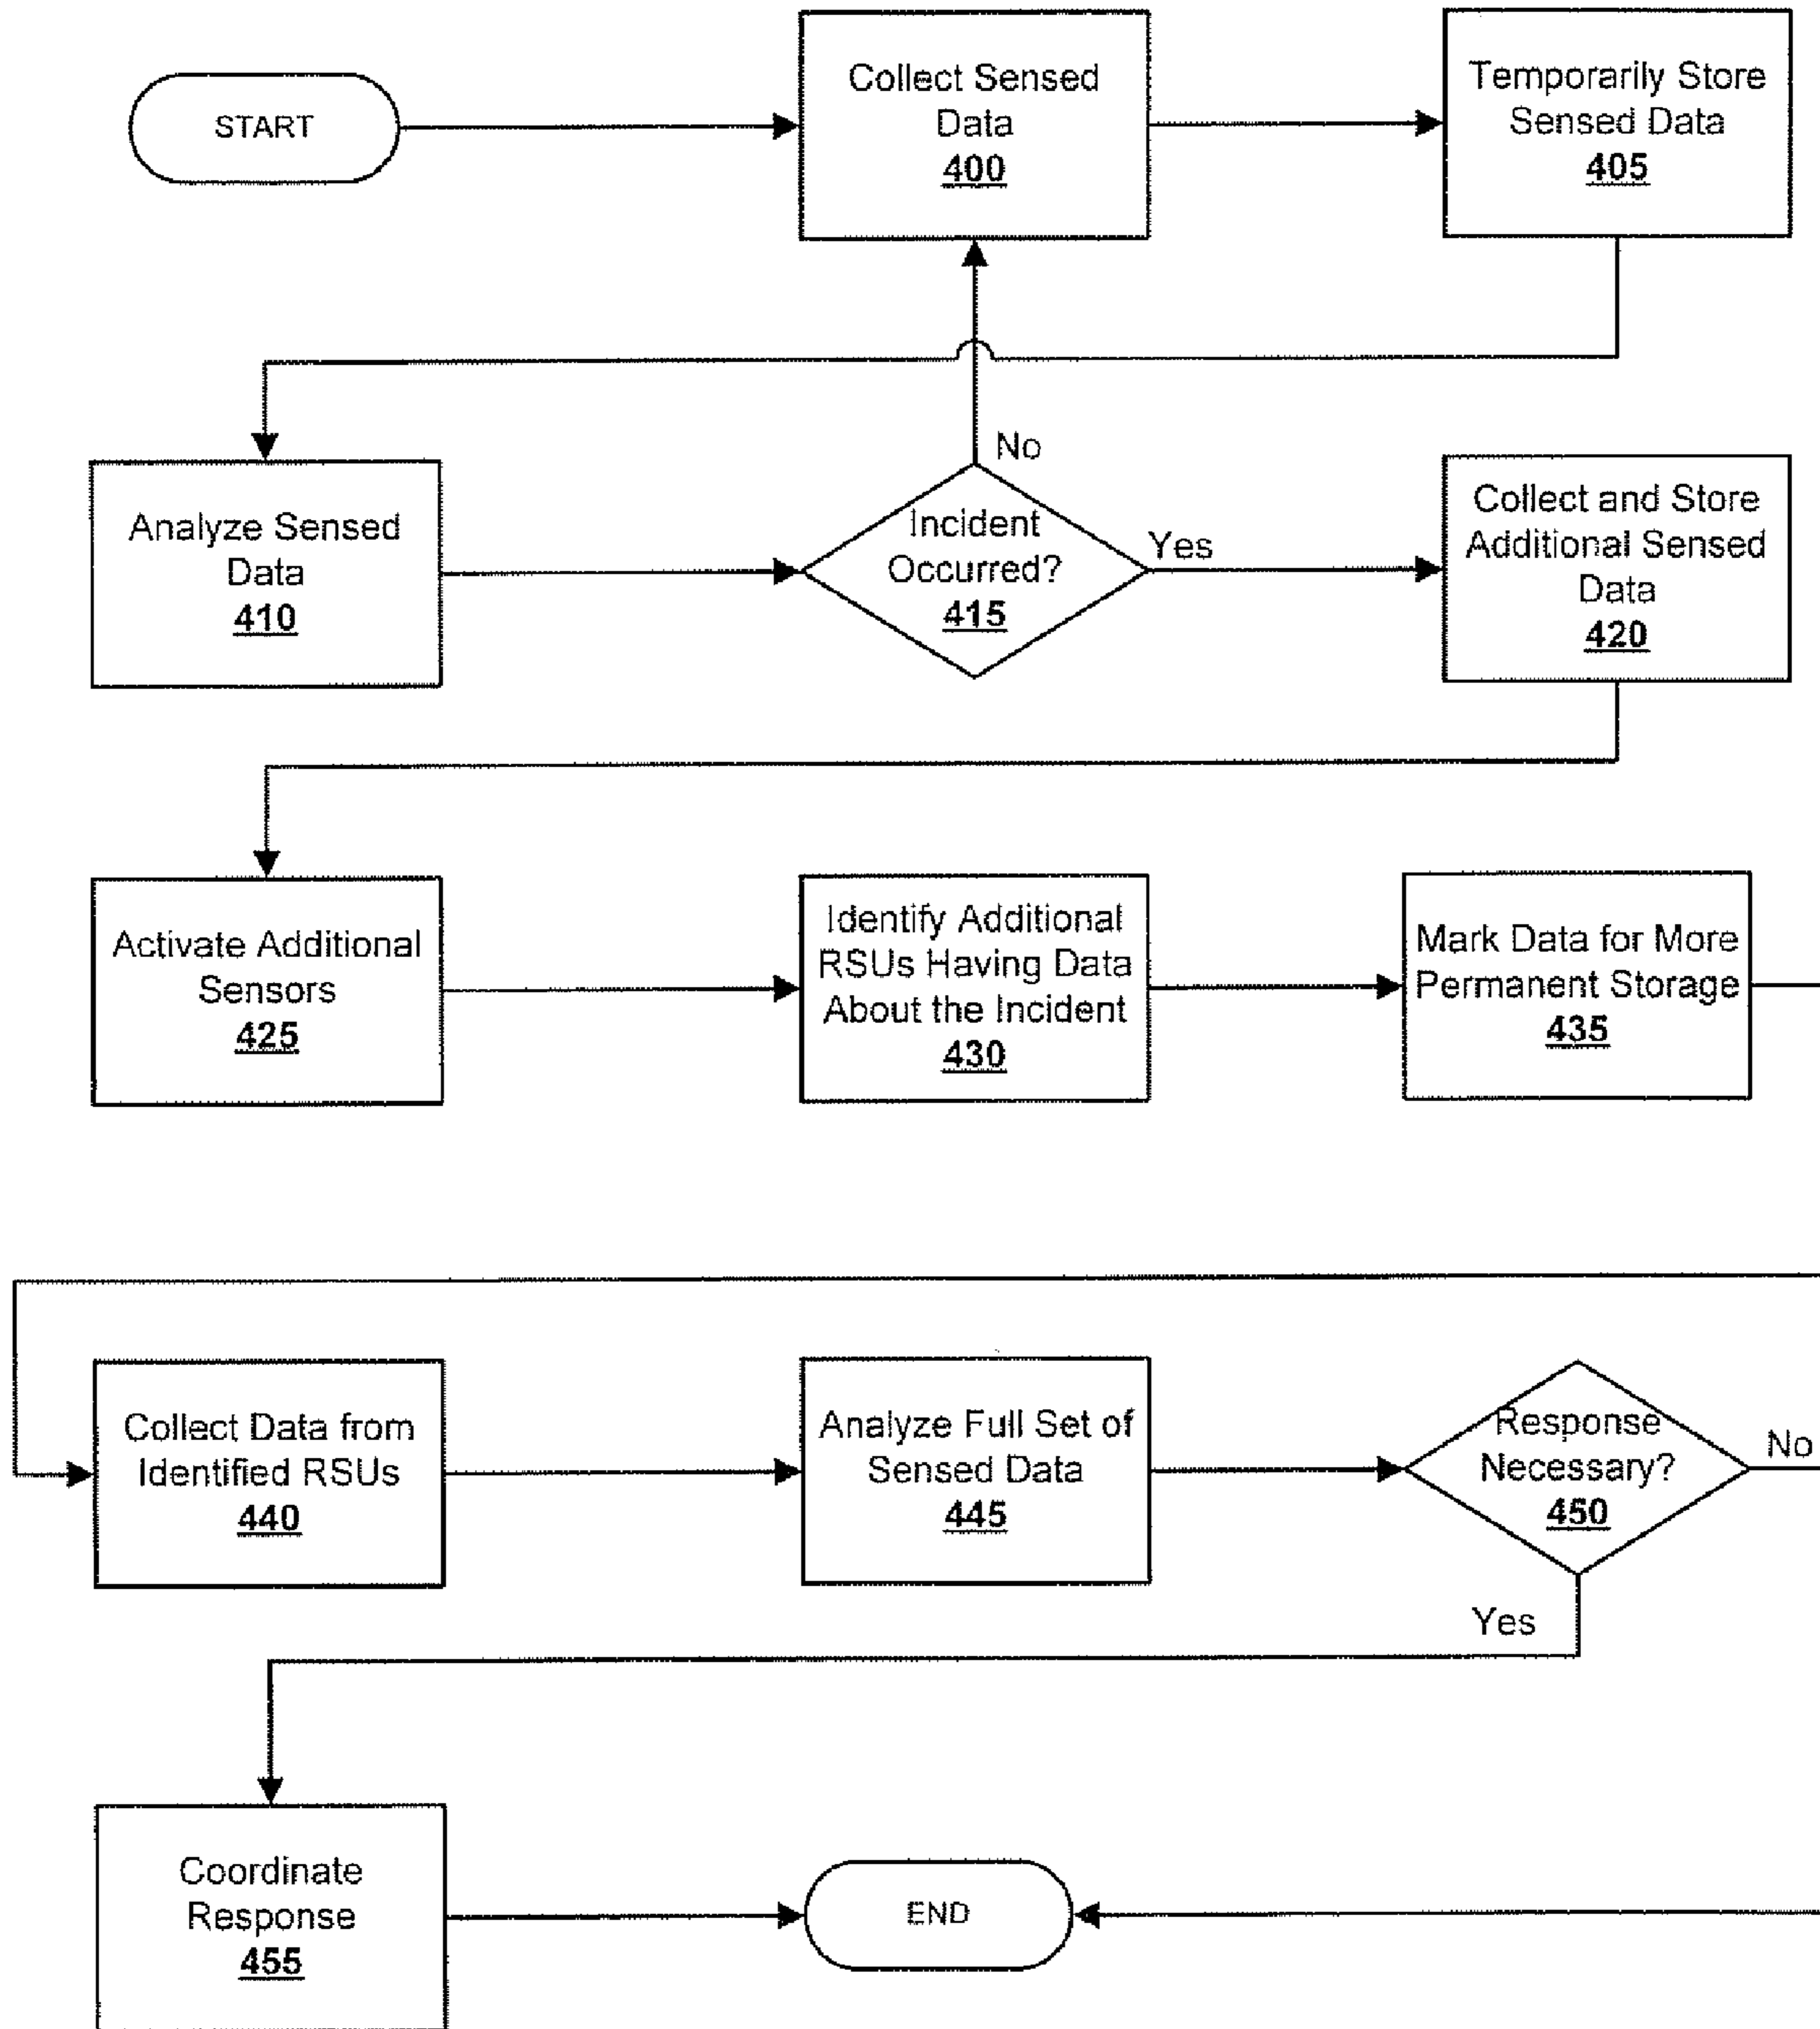 START
Collect Sensed
Data
400
Temporarily Store
Sensed Data
405
Analyze Sensed
Data
410
No
Incident
Occurred?
415
Yes
Collect and Store
Additional Sensed
Data
420
Activate Additional
Sensors
425
Identify Additional
RSUs Having Data
About the Incident
430
Mark Data for More
Permanent Storage
435
Collect Data from
Identified RSUs
440
Analyze Full Set of
Sensed Data
445
Response
Necessary?
450
No
Yes
Coordinate
Response
455
END